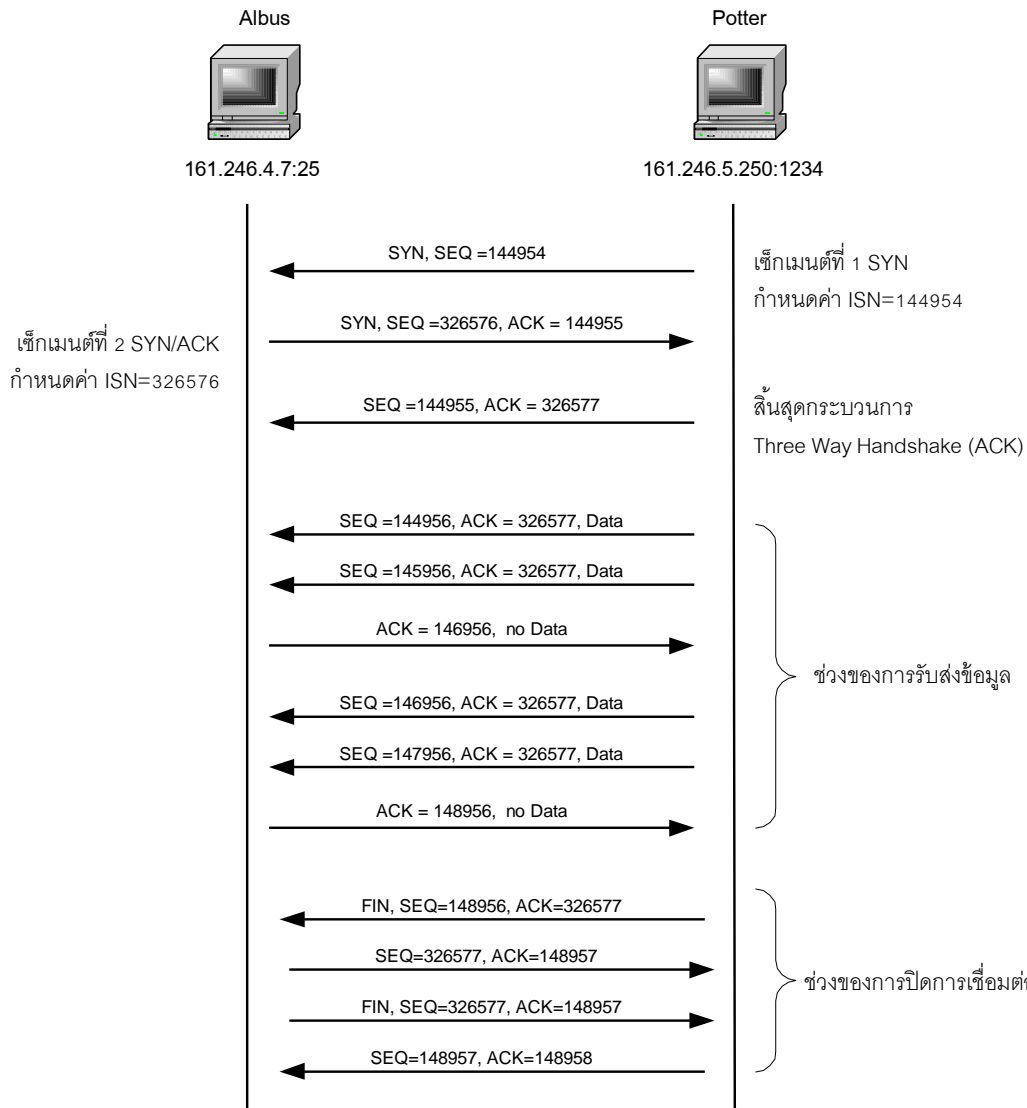 Albus
Potter
161.246.4.7:25
161.246.5.250:1234
SYN, SEQ =144954
เซ็กเมนต์ที่ 1 SYN
กำหนดค่า ISN=144954
SYN, SEQ =326576, ACK = 144955
เซ็กเมนต์ที่ 2 SYN/ACK
กำหนดค่า ISN=326576
SEQ =144955, ACK = 326577
สิ้นสุดกระบวนการ
Three Way Handshake (ACK)
SEQ =144956, ACK = 326577, Data
SEQ =145956, ACK = 326577, Data
ACK = 146956,  no Data
ช่วงของการรับส่งข้อมูล
SEQ =146956, ACK = 326577, Data
SEQ =147956, ACK = 326577, Data
ACK = 148956,  no Data
FIN, SEQ=148956, ACK=326577
SEQ=326577, ACK=148957
ช่วงของการปิดการเชื่อมต่
FIN, SEQ=326577, ACK=148957
SEQ=148957, ACK=148958